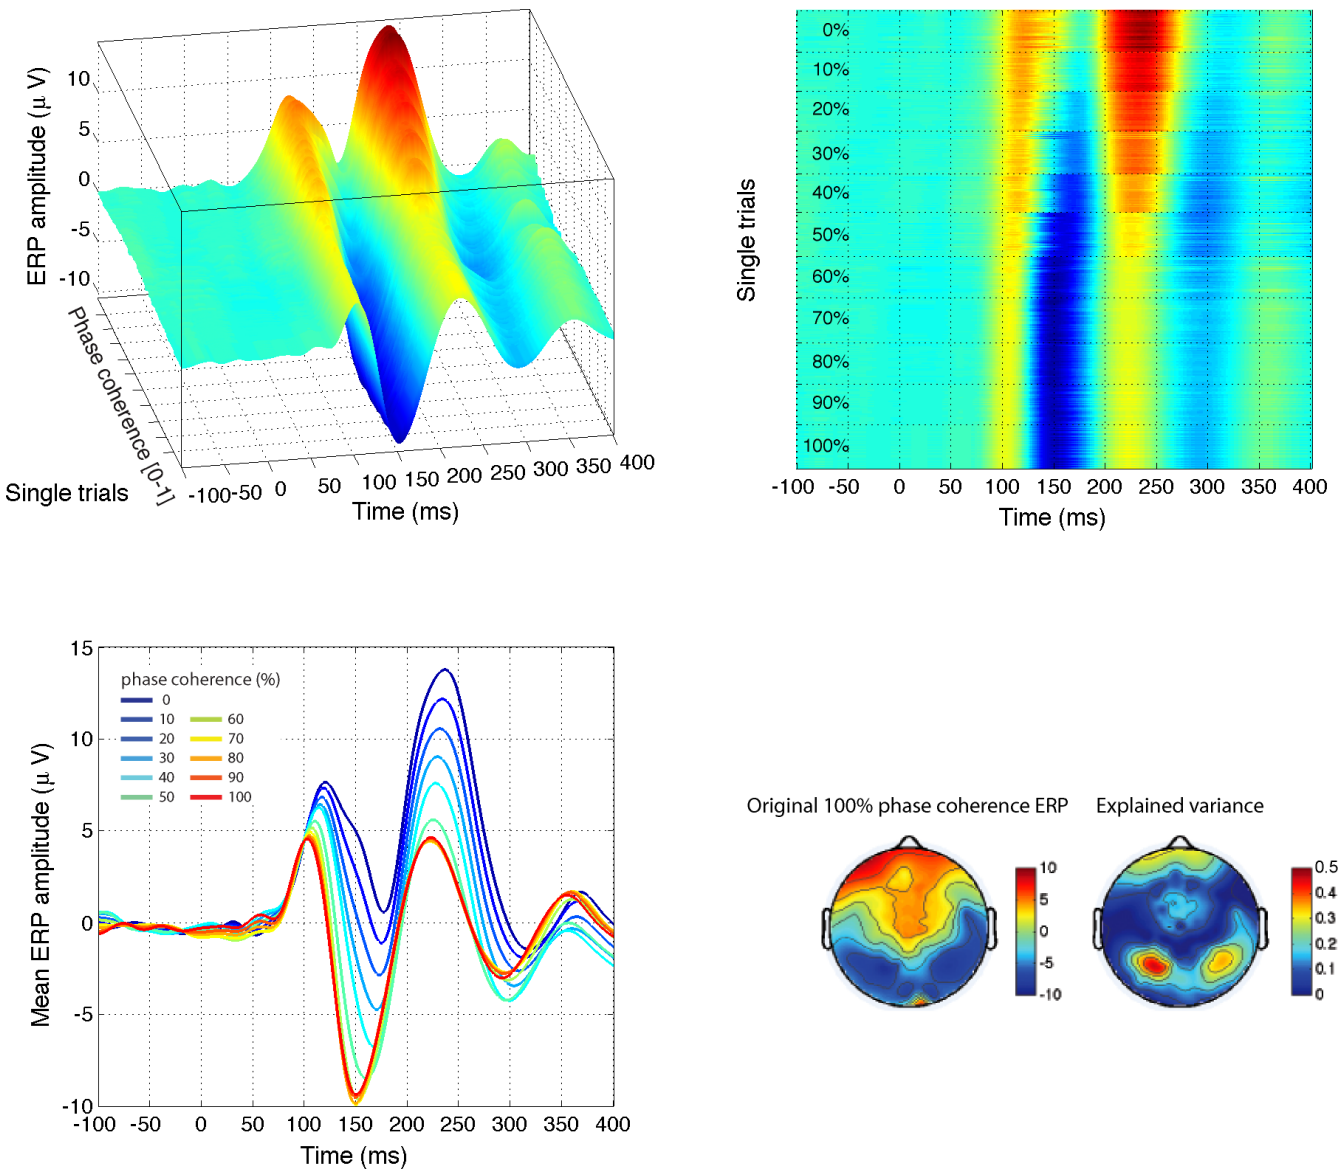 ERP amplitude (μ V)
10
5
0
-5
-10
Phase coherence [0-1]
Single trials
-100 -50 0 50 100 150 200 250 300 350 400
Time (ms)
Single trials
0%
10%
20%
30%
40%
50%
60%
70%
80%
90%
100%
-100 -50 0 50 100 150 200 250 300 350 400
Time (ms)
Mean ERP amplitude (μ V)
15
10
5
0
-5
-10
phase coherence (%)
0
10 60
20 70
30 80
40 90
50 100
-100 -50 0 50 100 150 200 250 300 350 400
Time (ms)
Original 100% phase coherence ERP
10
5
0
-5
-10
Explained variance
0.5
0.4
0.3
0.2
0.1
0